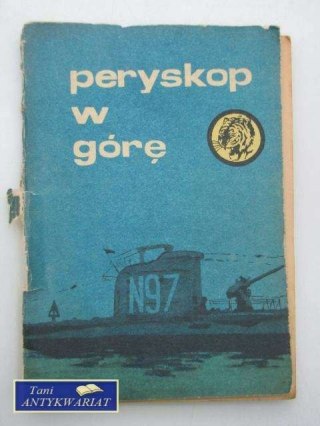 peryskop
w
górę
N97
Tani
ANTYKWARIAT